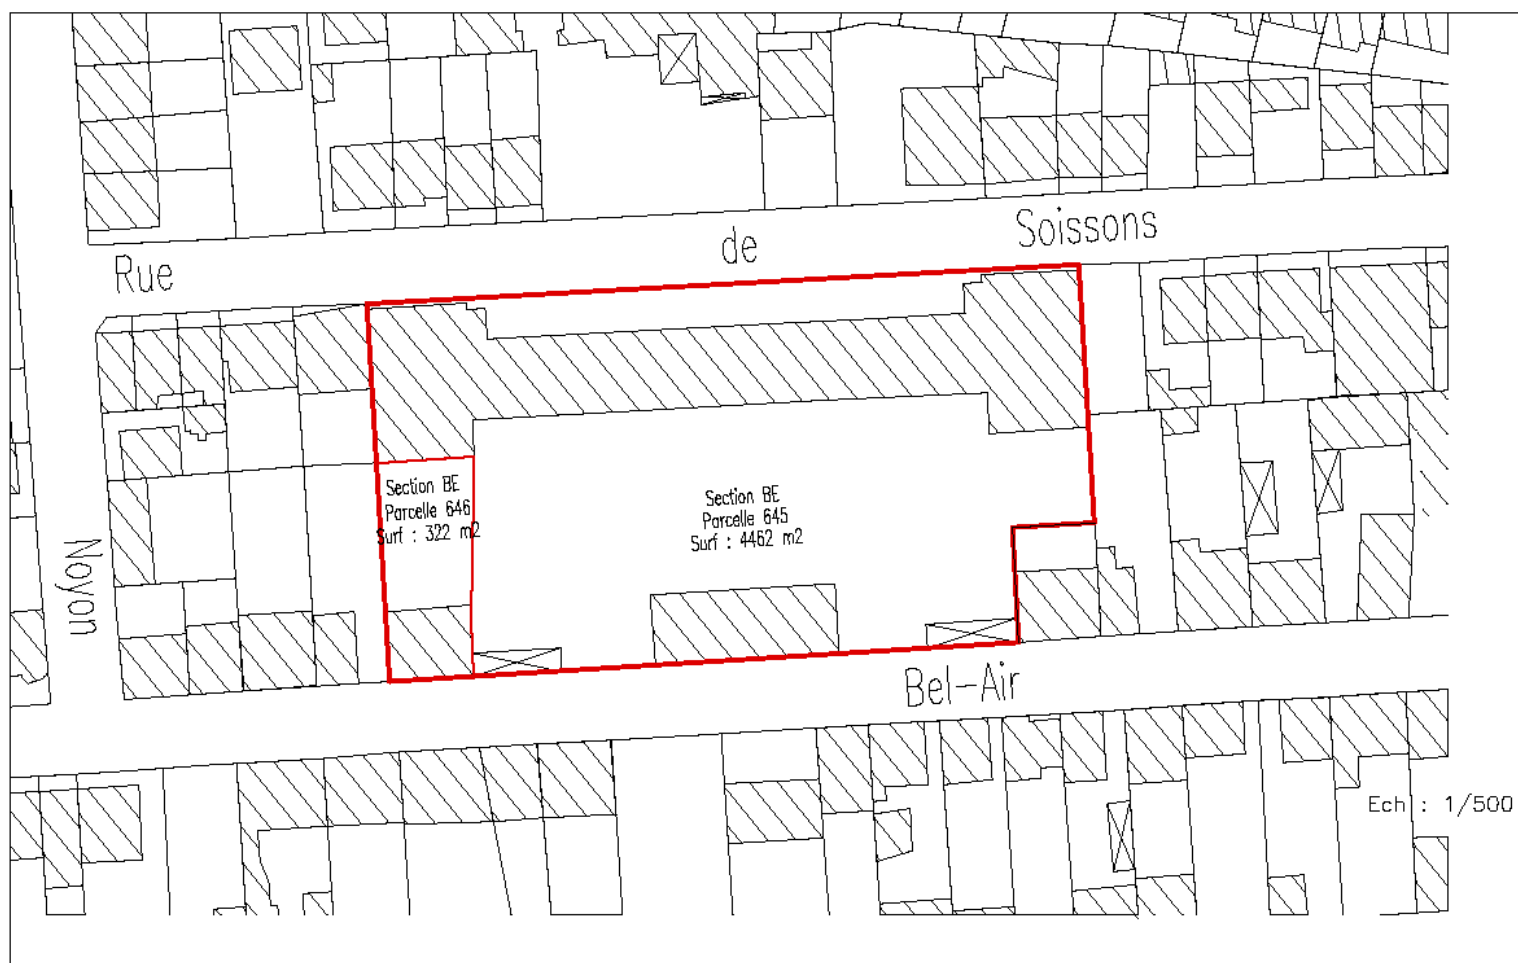 Rue de Soissons
Section BE
Parcelle 646
Surf : 322 m2
Section BE
Parcelle 645
Surf : 4462 m2
Noyon
Bel-Air
Ech : 1/500